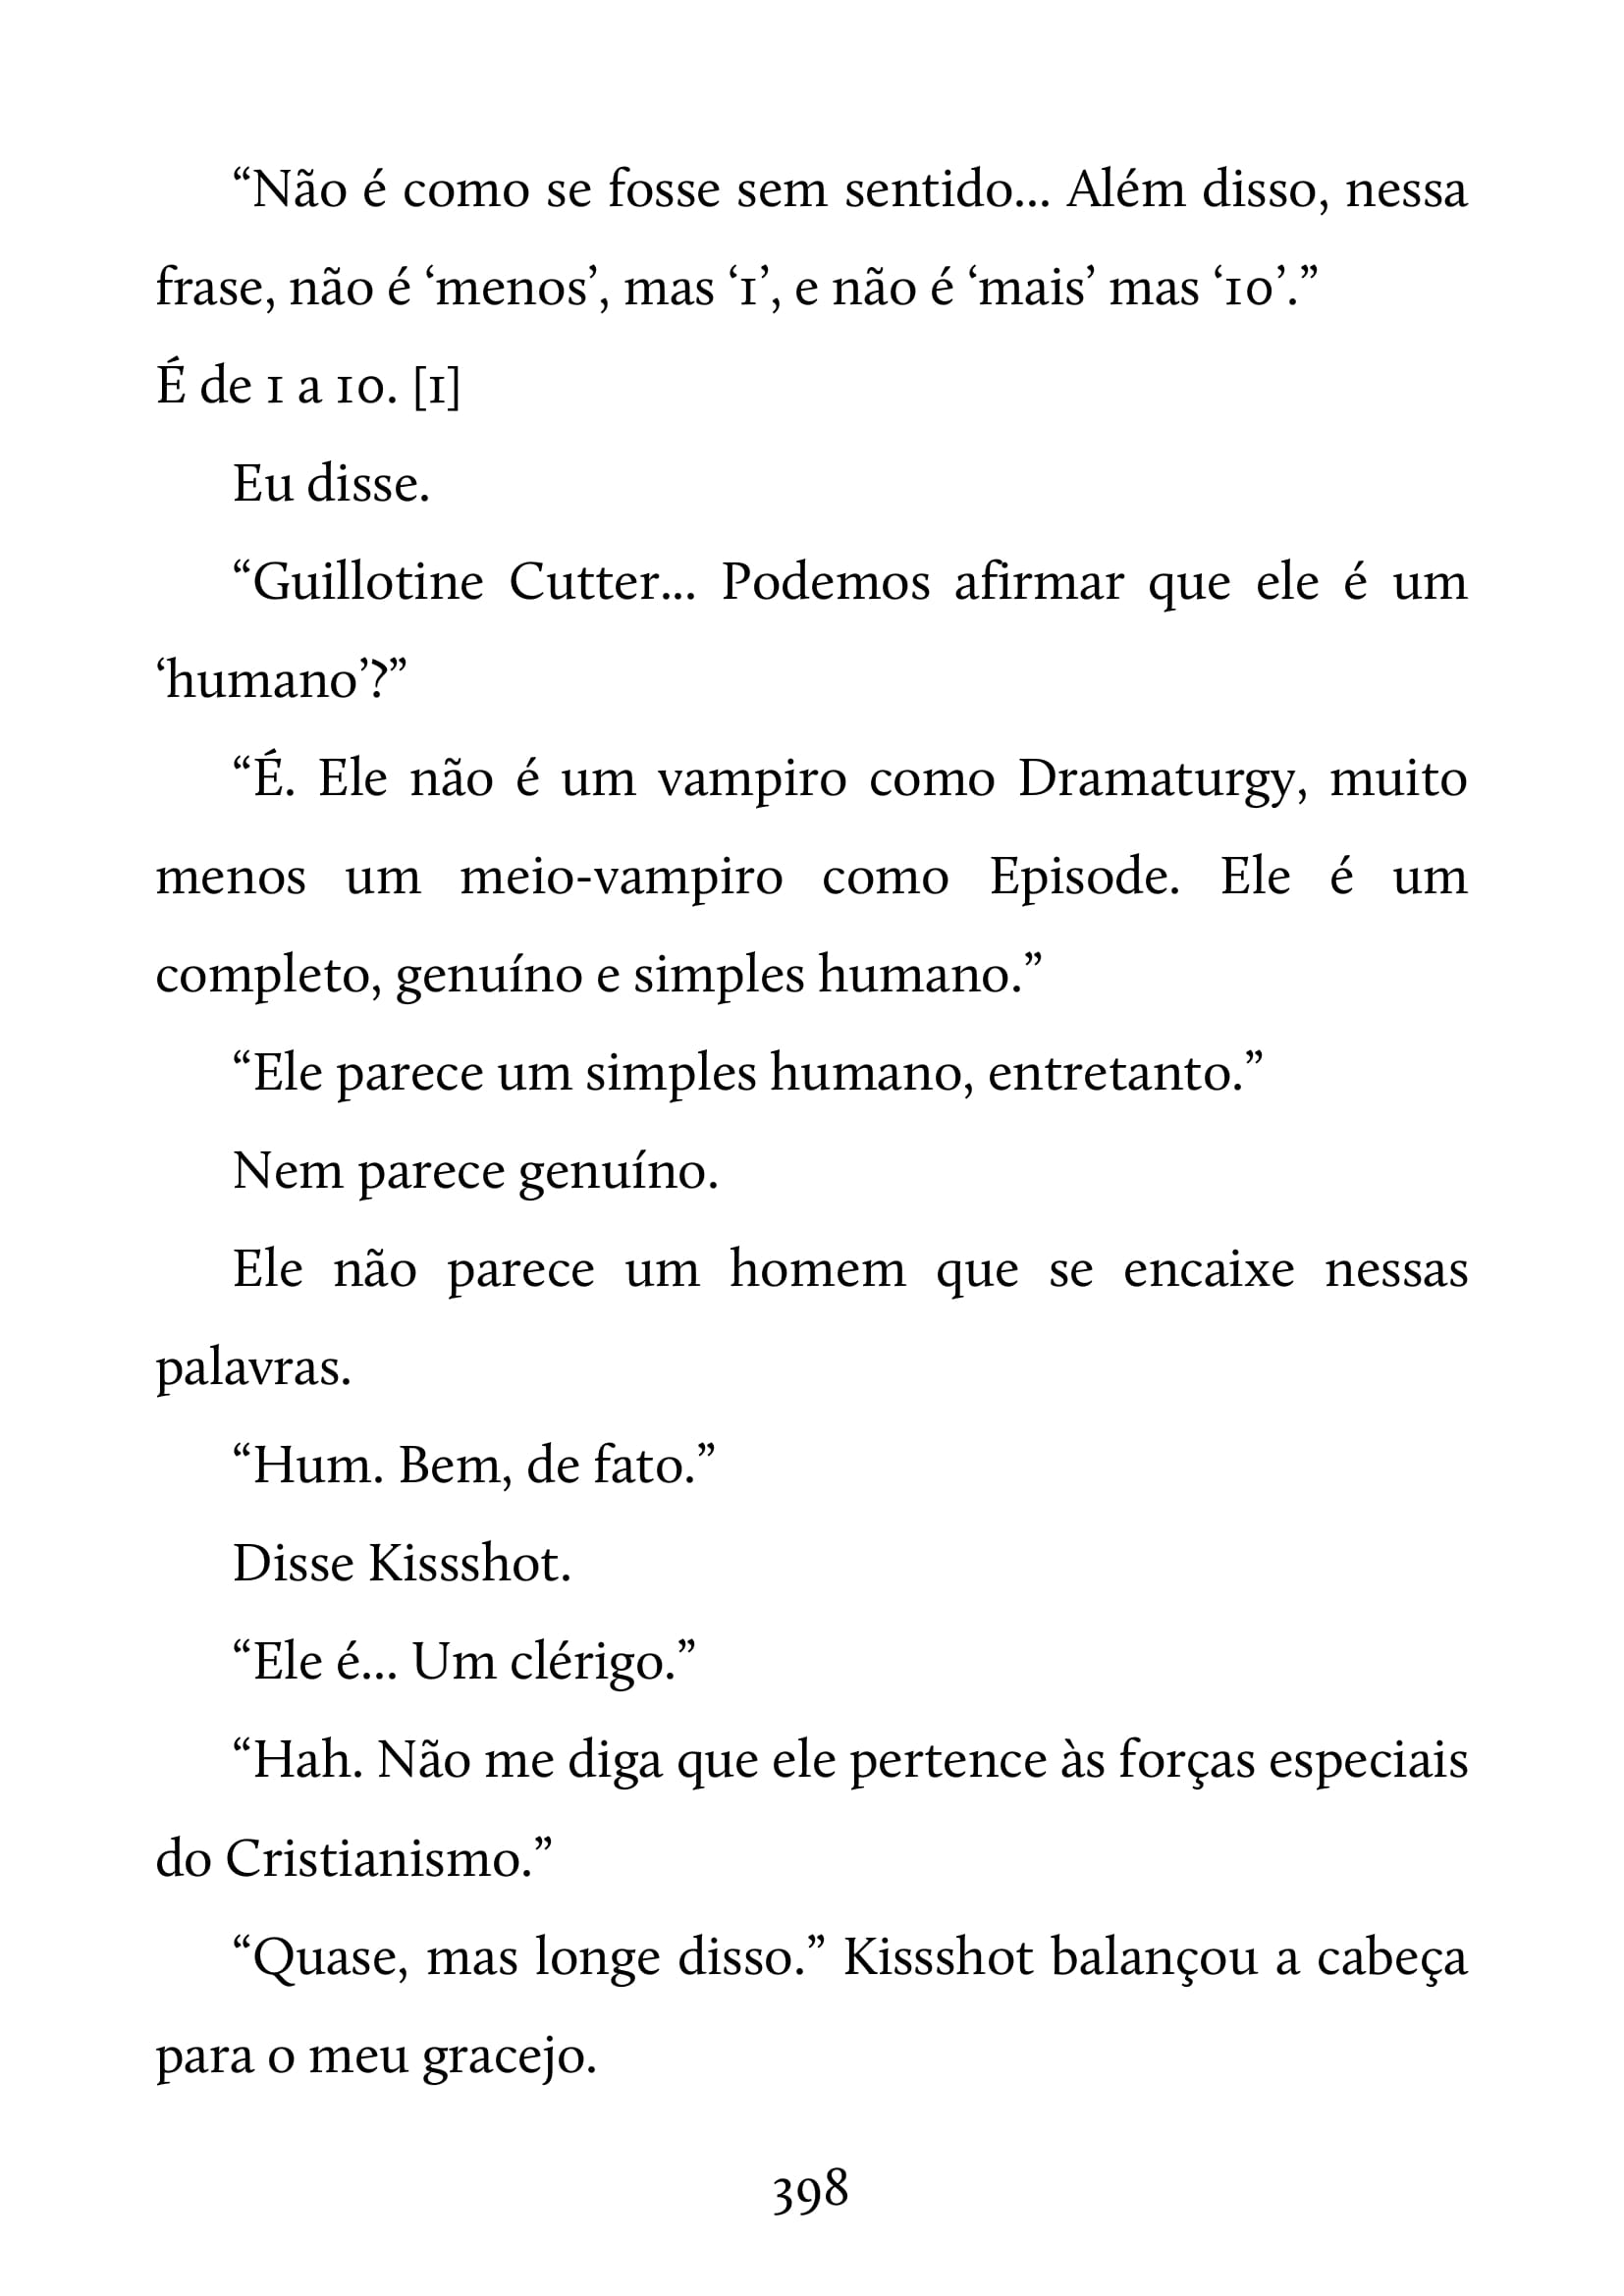 “Não é como se fosse sem sentido... Além disso, nessa
frase, não é ‘menos’, mas ‘1’, e não é ‘mais’ mas ‘10’.”
É de 1 a 10. [1]
Eu disse.
“Guillotine Cutter... Podemos afirmar que ele é um
‘humano’?”
“É. Ele não é um vampiro como Dramaturgy, muito
menos um meio-vampiro como Episode. Ele é um
completo, genuíno e simples humano.”
“Ele parece um simples humano, entretanto.”
Nem parece genuíno.
Ele não parece um homem que se encaixe nessas
palavras.
“Hum. Bem, de fato.”
Disse Kissshot.
“Ele é... Um clérigo.”
“Hah. Não me diga que ele pertence às forças especiais
do Cristianismo.”
“Quase, mas longe disso.” Kissshot balançou a cabeça
para o meu gracejo.
398